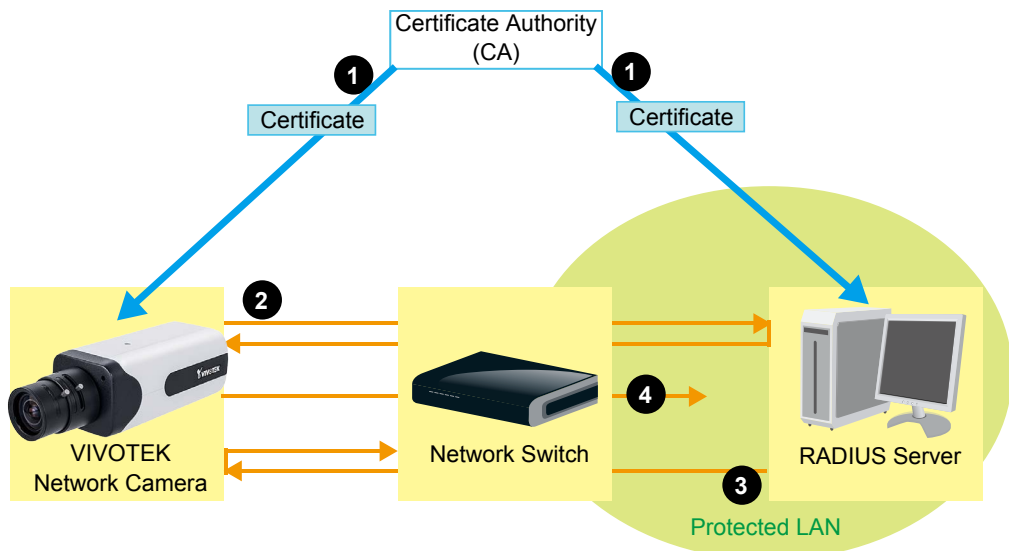 Certificate Authority
(CA)
1
1
Certificate
Certificate
2
VIVOTEK
4
VIVOTEK
Network Camera
Network Switch
RADIUS Server
3
Protected LAN